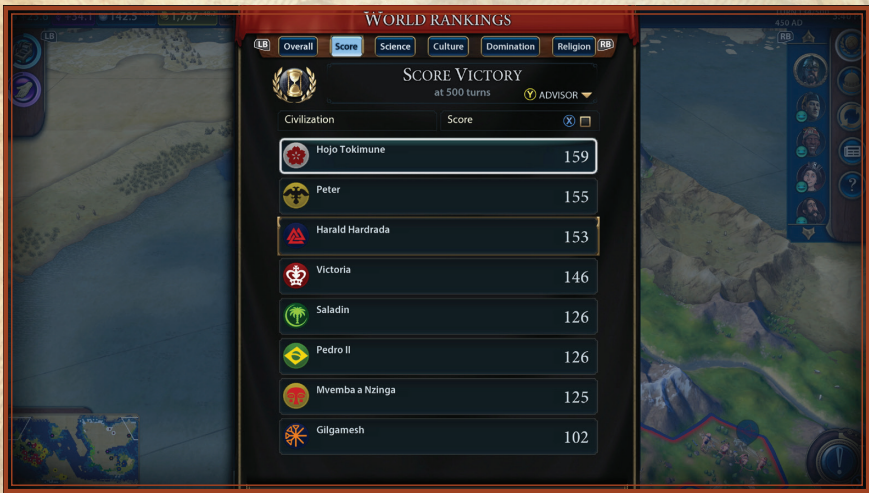 WORLD RANKINGS
450 AD
LB Overall Score Science Culture Domination Religion RB
(LB)
(RB)
SCORE VICTORY
at 500 turns
Y ADVISOR
Civilization Score X
Hojo Tokimune 159
Peter 155
Harald Hardrada 153
Victoria 146
Saladin 126
Pedro II 126
Mvemba a Nzinga 125
Gilgamesh 102
?
!